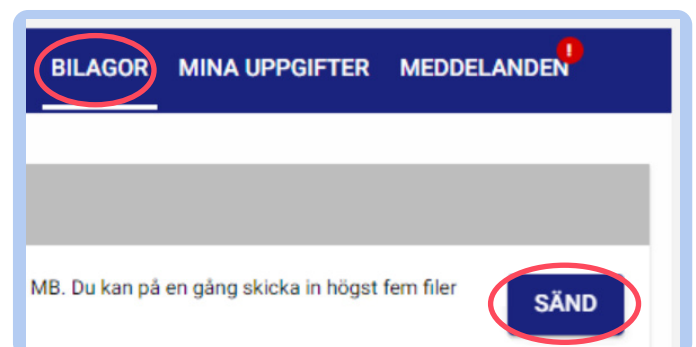 BILAGOR MINA UPPGIFTER MEDDELANDEN !
MB. Du kan på en gång skicka in högst fem filer
SÄND